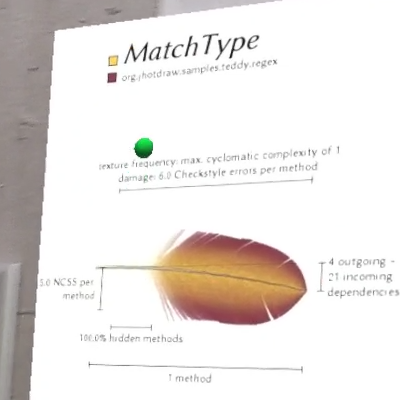 MatchType
org.jhotdraw.samples.teddy.regex
texture frequency: max. cyclomatic complexity of 1
damage: 6.0 Checkstyle errors per method
4 outgoing -
21 incoming
dependencies
5.0 NCSS per
method
100.0% hidden methods
1 method